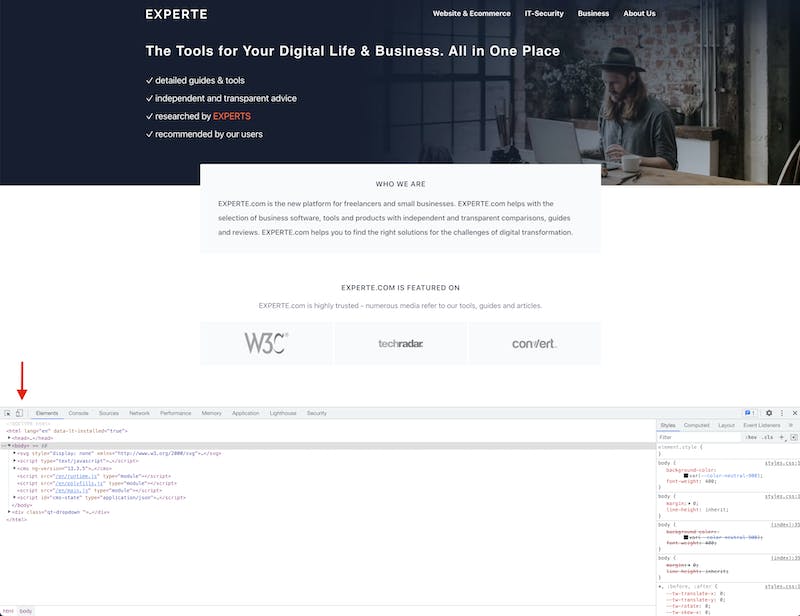 EXPERTE
Website & Ecommerce IT-Security Business About Us
The Tools for Your Digital Life & Business. All in One Place
✓ detailed guides & tools
✓ independent and transparent advice
✓ researched by EXPERTS
✓ recommended by our users
WHO WE ARE
EXPERTE.com is the new platform for freelancers and small businesses. EXPERTE.com helps with the
selection of business software, tools and products with independent and transparent comparisons, guides
and reviews. EXPERTE.com helps you to find the right solutions for the challenges of digital transformation.
EXPERTE.COM IS FEATURED ON
EXPERTE.com is highly trusted – numerous media refer to our tools, guides and articles.
W3C® techradar. convert.
Elements Console Sources Network Performance Memory Application Lighthouse Security
1
<!DOCTYPE html>
<html lang="en" data-lt-installed="true">
<head>…</head>
<body> == $0
<svg style="display: none" xmlns="http://www.w3.org/2000/svg">…</svg>
<script type="text/javascript">…</script>
<cms ng-version="13.3.5">…</cms>
<script src="/en/runtime.js" type="module"></script>
<script src="/en/polyfills.js" type="module"></script>
<script src="/en/main.js" type="module"></script>
<script id="cms-state" type="application/json">…</script>
</body>
<div class="qt-dropdown ">…</div>
</html>
html body
Styles Computed Layout Event Listeners »
Filter :hov .cls +
element.style {
}
body { styles.css:1
background-color:
var(--color-neutral-900);
font-weight: 400;
}
body { styles.css:1
margin: 0;
line-height: inherit;
}
body { (index):35
background-color:
var(--color-neutral-900);
font-weight: 400;
}
body { (index):35
margin: 0;
line-height: inherit;
}
*, :before, :after { styles.css:1
--tw-translate-x: 0;
--tw-translate-y: 0;
--tw-rotate: 0;
--tw-skew-x: 0;